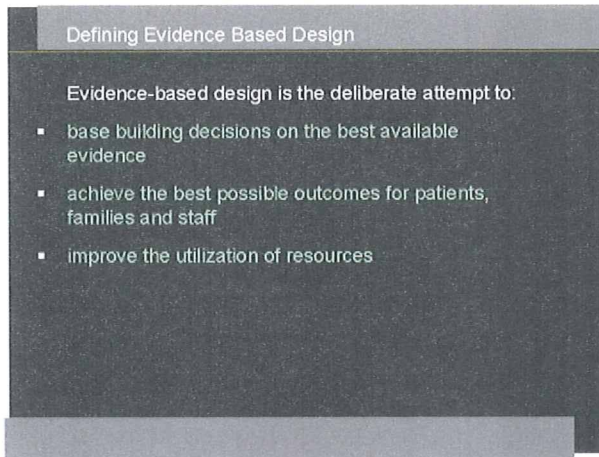 Defining Evidence Based Design
Evidence-based design is the deliberate attempt to:
▪ base building decisions on the best available
evidence
▪ achieve the best possible outcomes for patients,
families and staff
▪ improve the utilization of resources